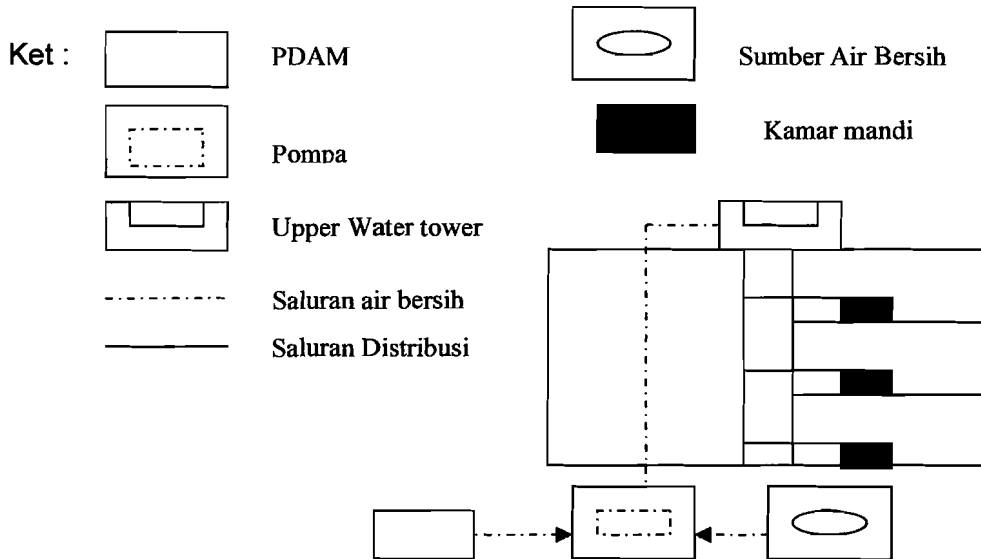 Ket :
PDAM
Pompa
Upper Water tower
Saluran air bersih
Saluran Distribusi
Sumber Air Bersih
Kamar mandi